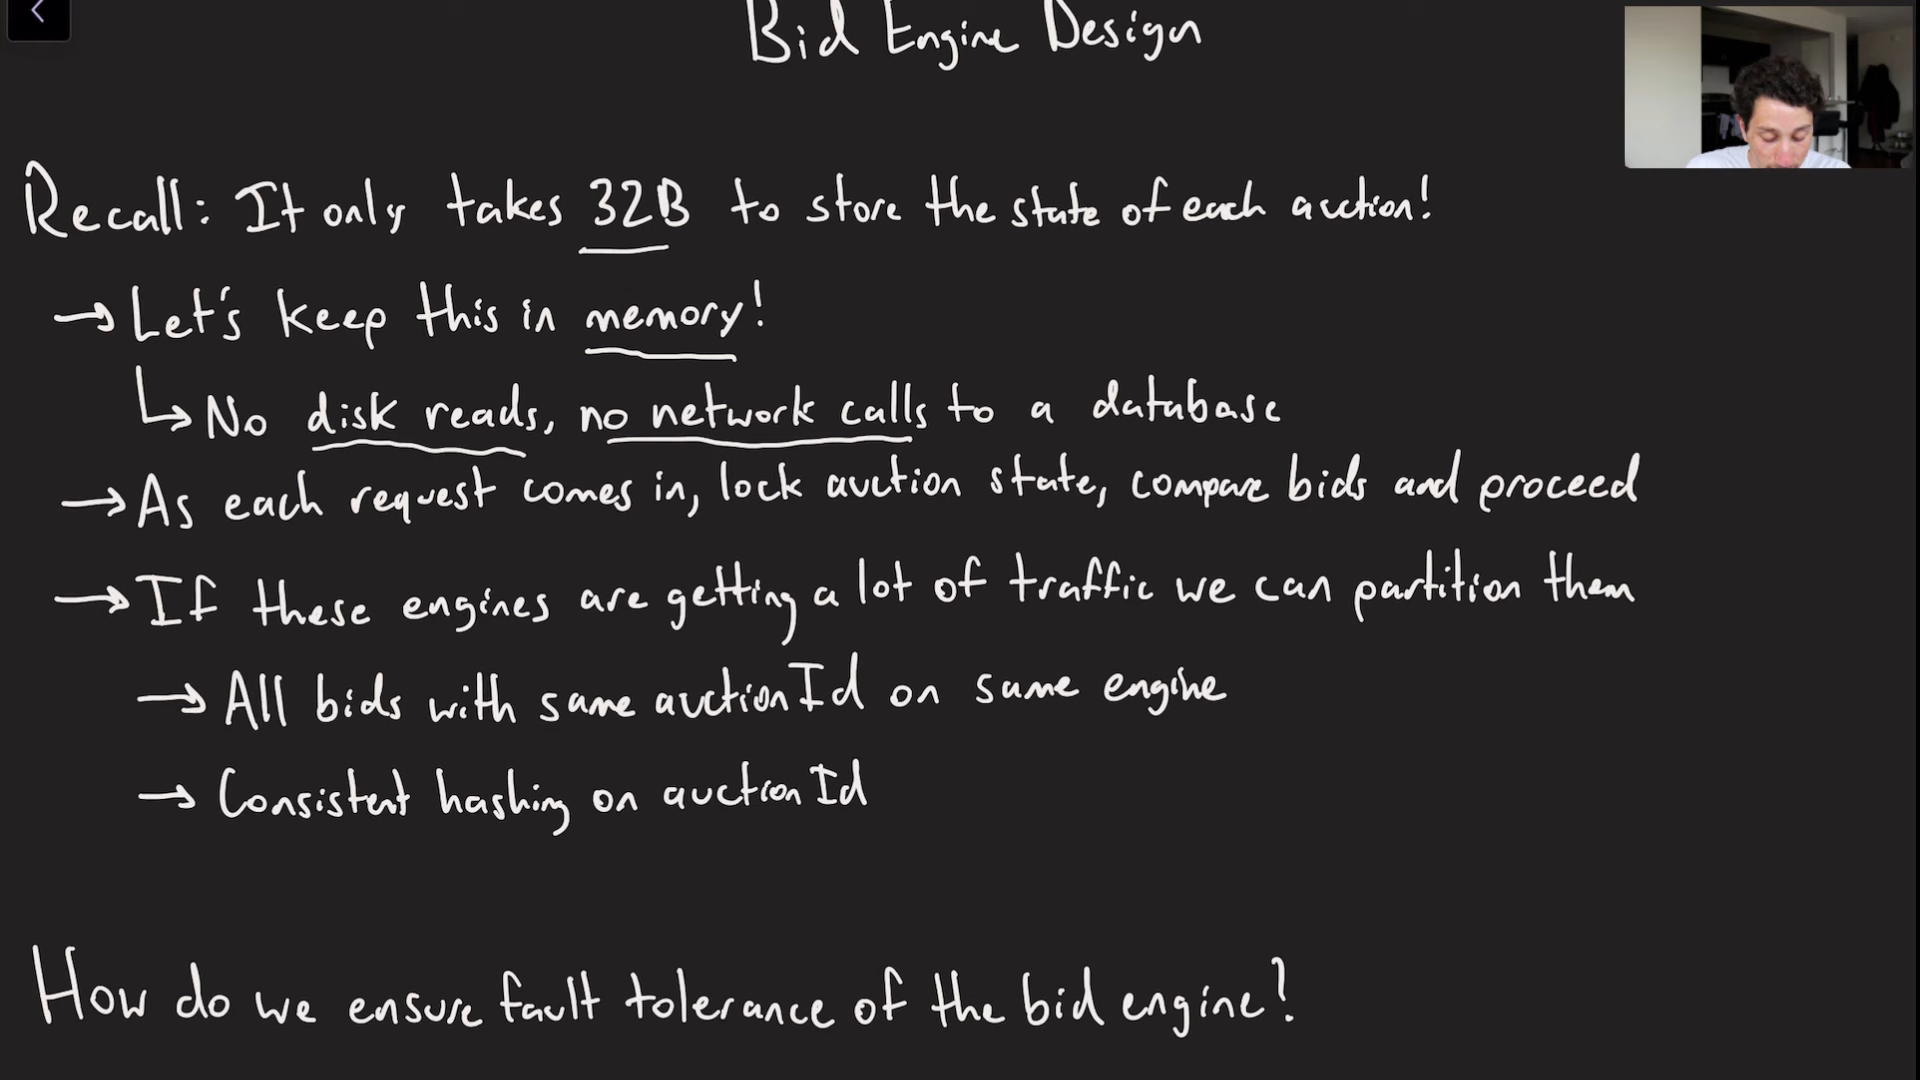 Bid Engine Design
Recall: It only takes 32B to store the state of each auction!
→ Let's keep this in memory!
↳ No disk reads, no network calls to a database
→ As each request comes in, lock auction state, compare bids and proceed
→ If these engines are getting a lot of traffic we can partition them
→ All bids with same auctionId on same engine
→ Consistent hashing on auctionId
How do we ensure fault tolerance of the bid engine?